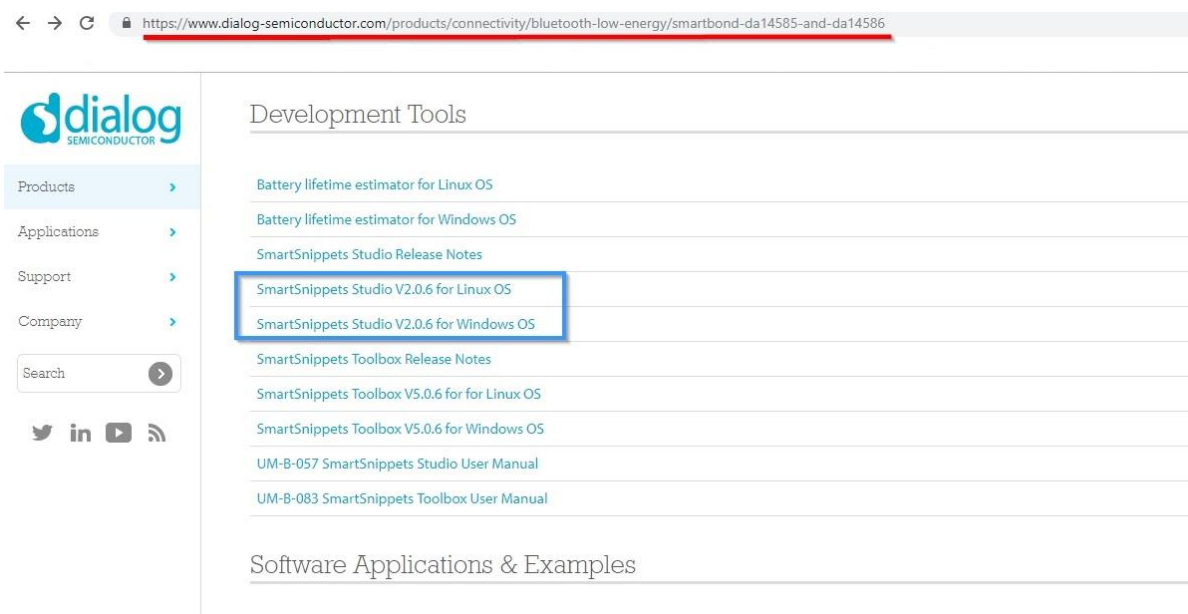 https://www.dialog-semiconductor.com/products/connectivity/bluetooth-low-energy/smartbond-da14585-and-da14586
dialog
SEMICONDUCTOR
Products
Applications
Support
Company
Search
Development Tools
Battery lifetime estimator for Linux OS
Battery lifetime estimator for Windows OS
SmartSnippets Studio Release Notes
SmartSnippets Studio V2.0.6 for Linux OS
SmartSnippets Studio V2.0.6 for Windows OS
SmartSnippets Toolbox Release Notes
SmartSnippets Toolbox V5.0.6 for for Linux OS
SmartSnippets Toolbox V5.0.6 for Windows OS
UM-B-057 SmartSnippets Studio User Manual
UM-B-083 SmartSnippets Toolbox User Manual
Software Applications & Examples